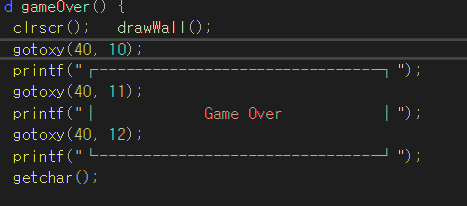 d gameOver() {
clrscr();   drawWall();
gotoxy(40, 10);
printf("┌--------------------------------┐");
gotoxy(40, 11);
printf("│            Game Over           │");
gotoxy(40, 12);
printf("└--------------------------------┘");
getchar();